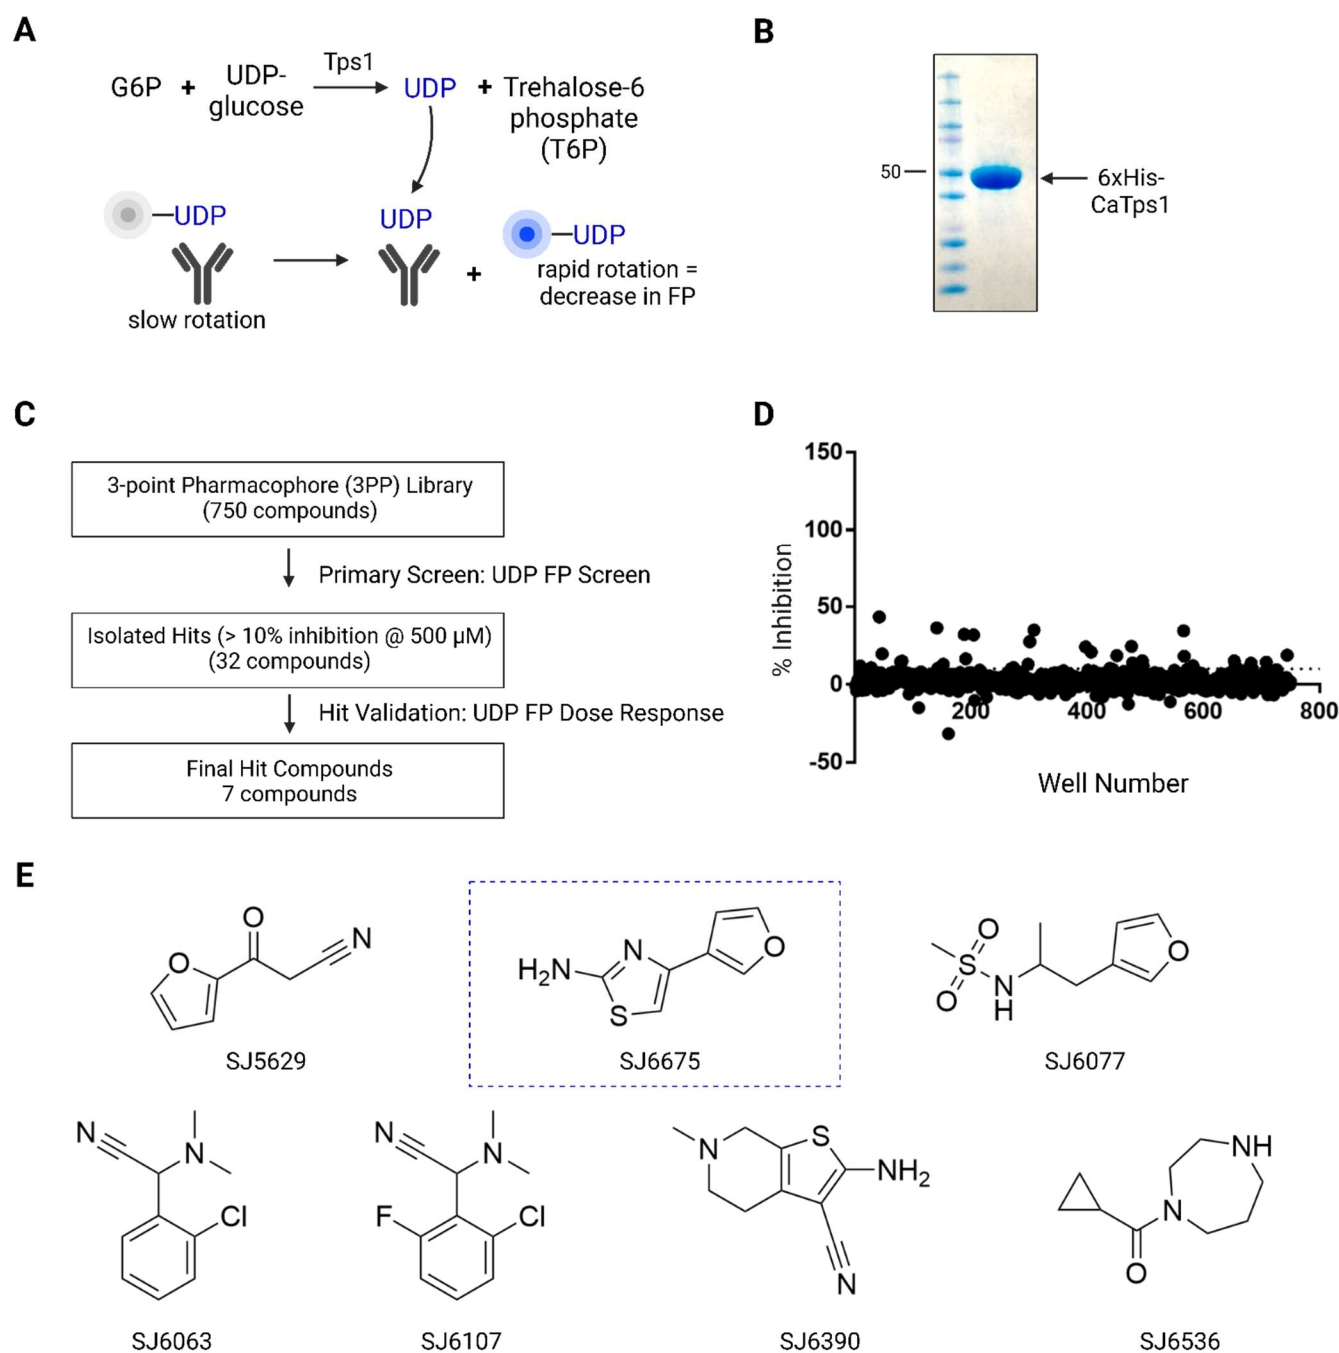 A
G6P + UDP-
glucose
Tps1
UDP + Trehalose-6
phosphate
(T6P)
UDP
slow rotation
UDP
+
UDP
rapid rotation =
decrease in FP
B
50
6xHis-
CaTps1
C
3-point Pharmacophore (3PP) Library
(750 compounds)
Primary Screen: UDP FP Screen
Isolated Hits (> 10% inhibition @ 500 µM)
(32 compounds)
Hit Validation: UDP FP Dose Response
Final Hit Compounds
7 compounds
D
% Inhibition
150
100
50
0
-50
200
400
600
800
Well Number
E
O
O
N
SJ5629
H₂N
N
S
O
SJ6675
O
S
O
N
H
O
SJ6077
N
N
Cl
SJ6063
N
N
F
Cl
SJ6107
N
S
NH₂
N
SJ6390
NH
N
O
SJ6536